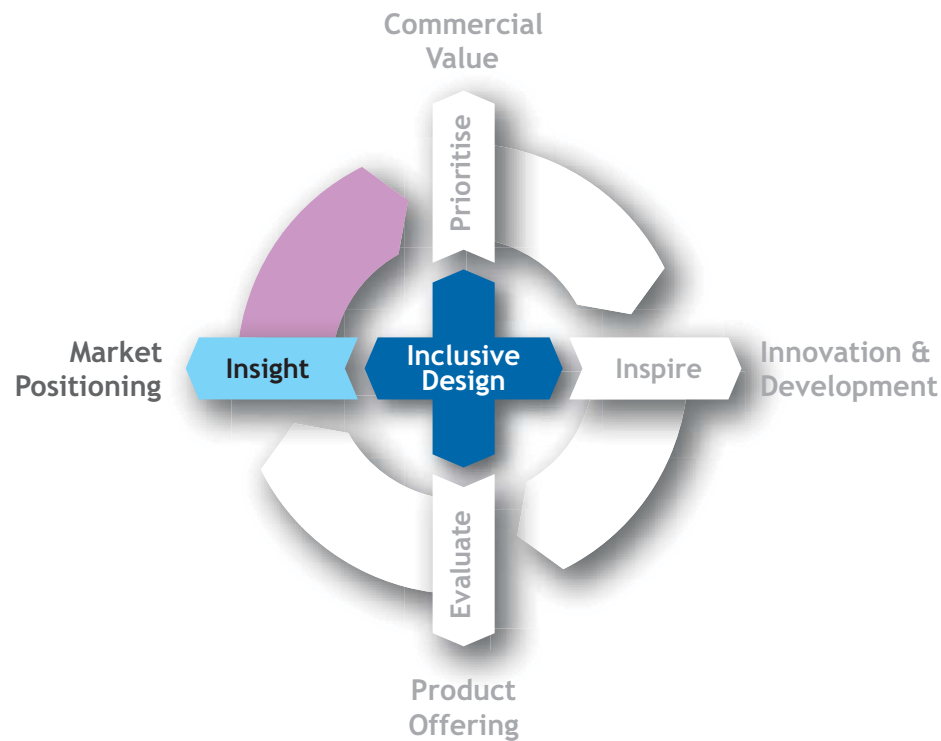 Commercial
Value
Prioritise
Market
Positioning
Insight
Inclusive
Design
Inspire
Innovation &
Development
Evaluate
Product
Offering